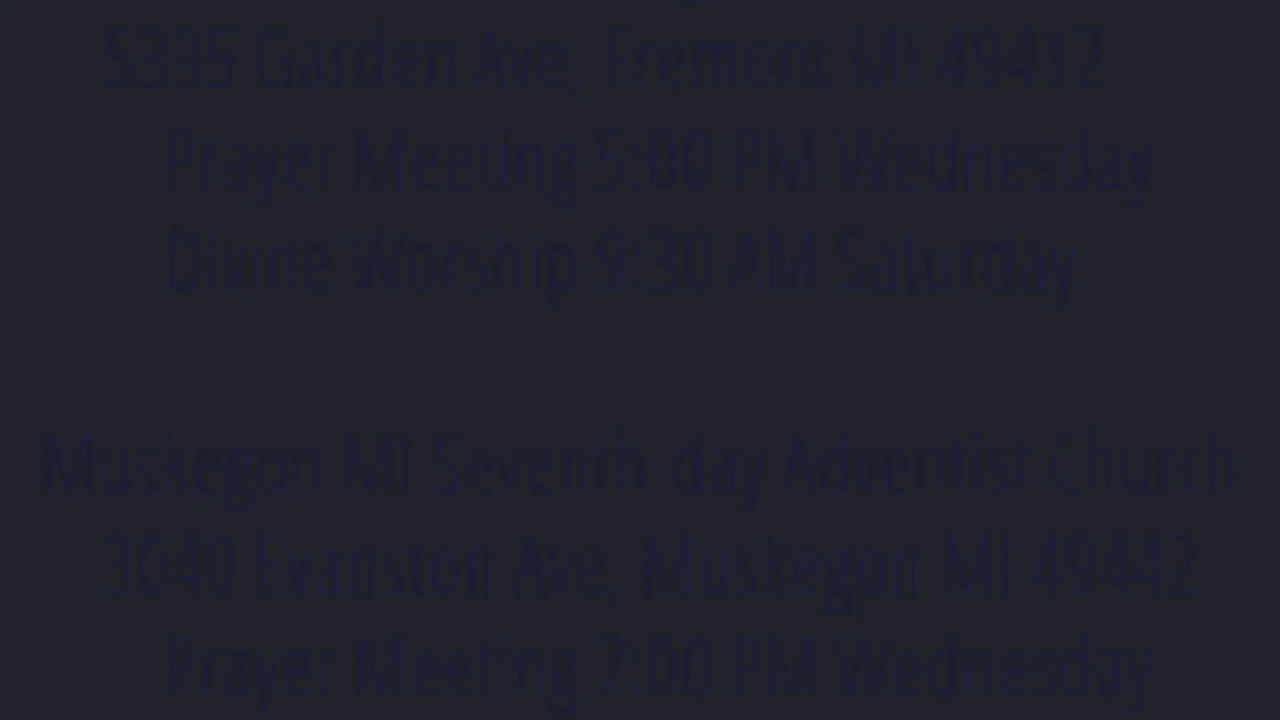 5335 Garden Ave, Fremont MI 49412
Prayer Meeting 5:00 PM Wednesday
Divine Worship 9:30 AM Saturday
Muskegon MI Seventh-day Adventist Church
3040 Evanston Ave, Muskegon MI 49442
Prayer Meeting 7:00 PM Wednesday